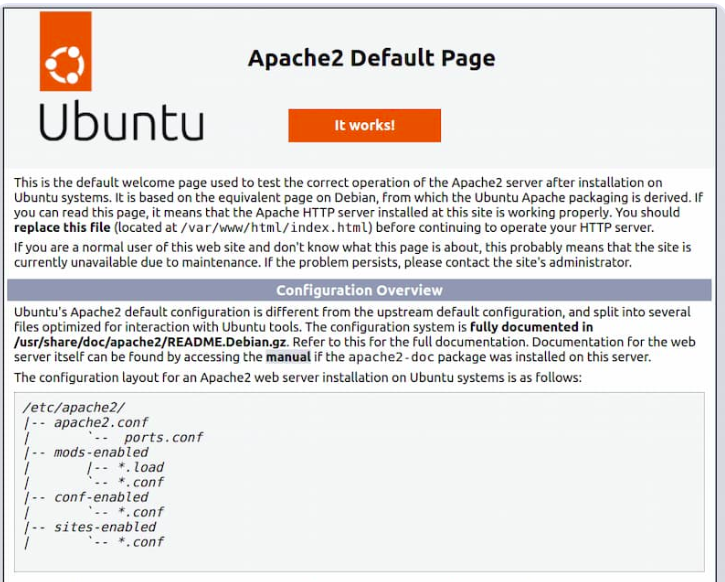 Apache2 Default Page
Ubuntu
It works!
This is the default welcome page used to test the correct operation of the Apache2 server after installation on
Ubuntu systems. It is based on the equivalent page on Debian, from which the Ubuntu Apache packaging is derived. If
you can read this page, it means that the Apache HTTP server installed at this site is working properly. You should
replace this file (located at /var/www/html/index.html) before continuing to operate your HTTP server.
If you are a normal user of this web site and don't know what this page is about, this probably means that the site is
currently unavailable due to maintenance. If the problem persists, please contact the site's administrator.
Configuration Overview
Ubuntu's Apache2 default configuration is different from the upstream default configuration, and split into several
files optimized for interaction with Ubuntu tools. The configuration system is fully documented in
/usr/share/doc/apache2/README.Debian.gz. Refer to this for the full documentation. Documentation for the web
server itself can be found by accessing the manual if the apache2-doc package was installed on this server.
The configuration layout for an Apache2 web server installation on Ubuntu systems is as follows:
/etc/apache2/
|-- apache2.conf
|       `--  ports.conf
|-- mods-enabled
|       |-- *.load
|       `-- *.conf
|-- conf-enabled
|       `-- *.conf
|-- sites-enabled
|       `-- *.conf